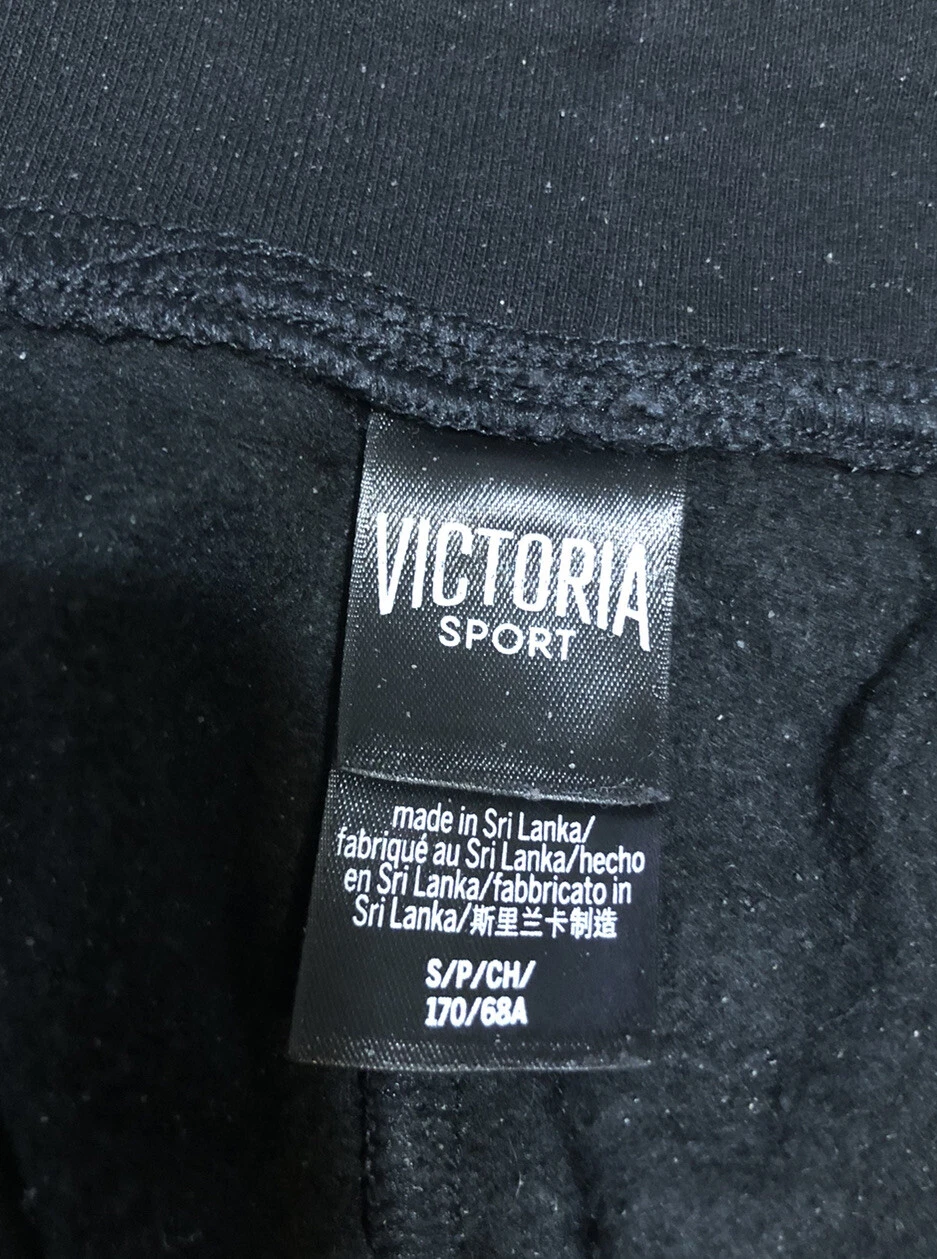 VICTORIA
SPORT
made in Sri Lanka/
fabriqué au Sri Lanka/hecho
en Sri Lanka/fabbricato in
Sri Lanka/斯里兰卡制造
S/P/CH/
170/68A